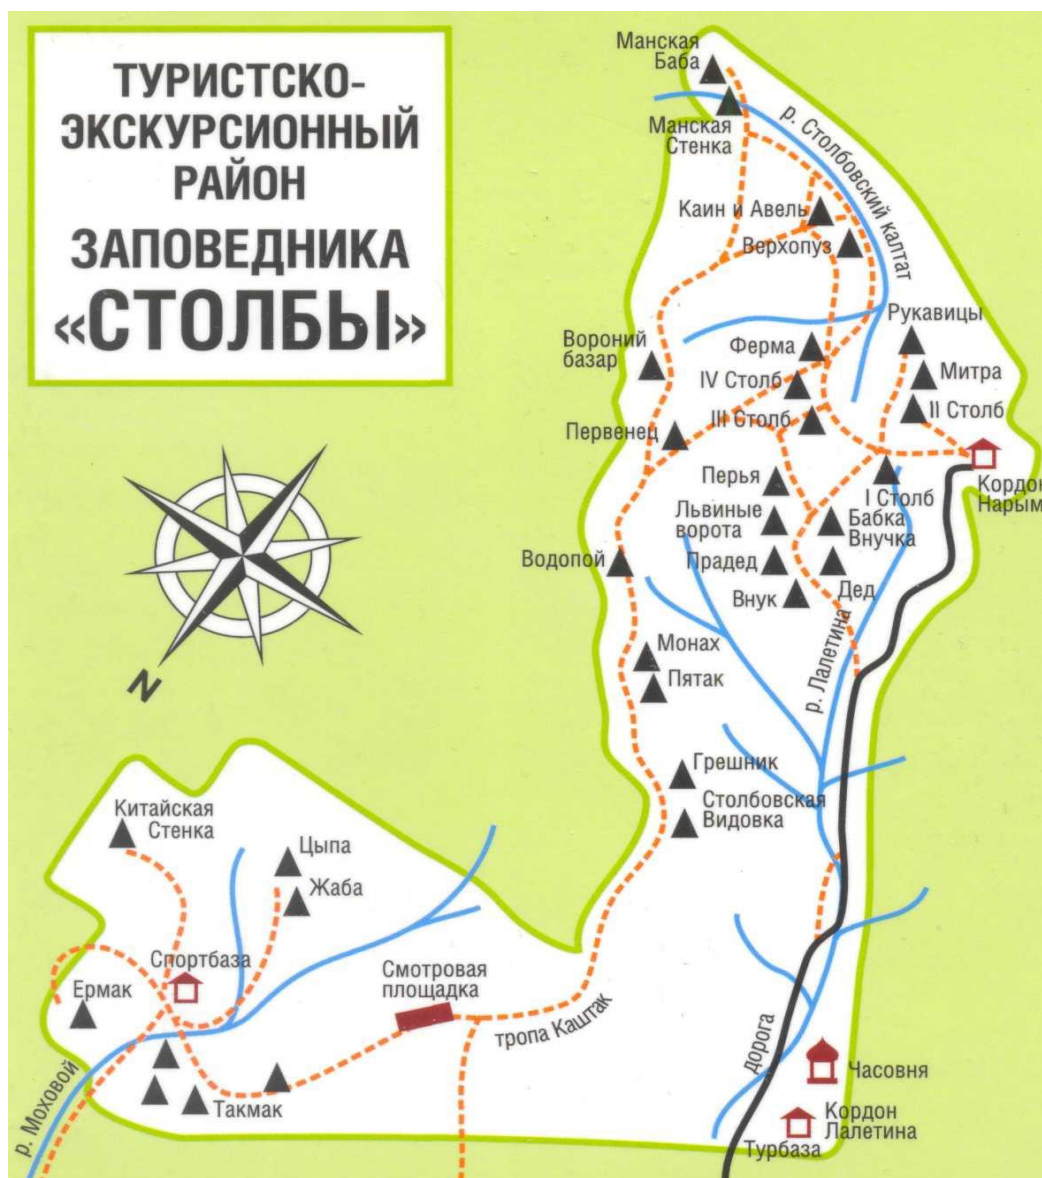 ТУРИСТСКО-
ЭКСКУРСИОННЫЙ
РАЙОН
ЗАПОВЕДНИКА
«СТОЛБЫ»
Манская
Баба
Манская
Стенка
р. Столбовский калтат
Каин и Авель
Верхопуз
Рукавицы
Вороний
базар
Ферма
Митра
IV Столб
II Столб
III Столб
Первенец
Кордон
Нарым
I Столб
Перья
Львиные
ворота
Бабка
Внучка
Водопой
Прадед
Дед
Внук
N
Монах
Пятак
р. Лалетина
Грешник
Столбовская
Видовка
Китайская
Стенка
Цыпа
Жаба
Спортбаза
Смотровая
площадка
Ермак
тропа Каштак
дорога
р. Моховой
Такмак
Часовня
Кордон
Лалетина
Турбаза